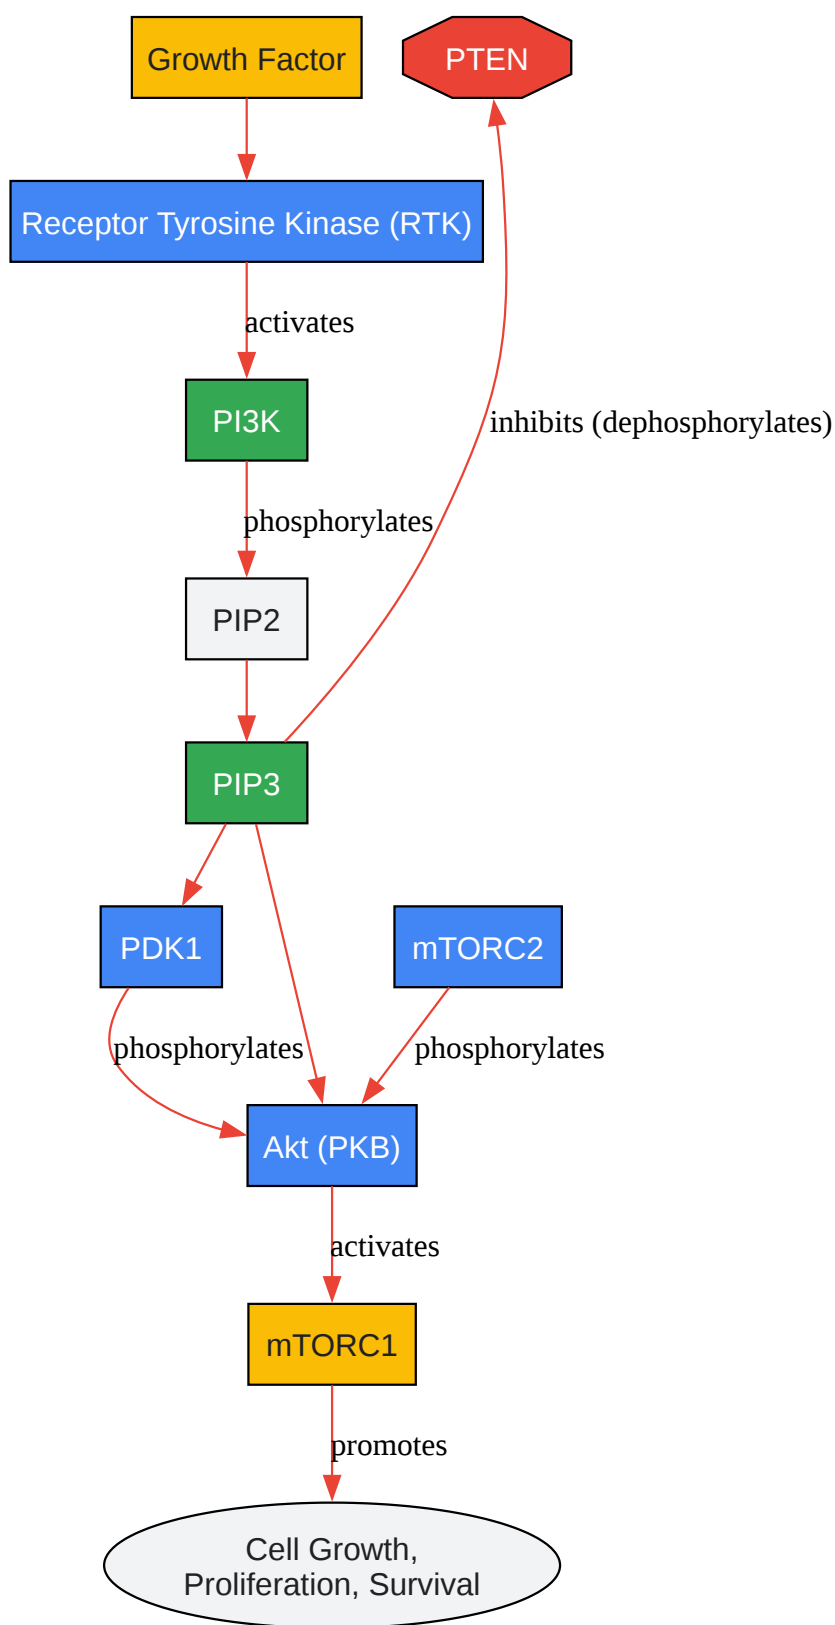 Growth Factor
PTEN
Receptor Tyrosine Kinase (RTK)
activates
PI3K
inhibits (dephosphorylates)
phosphorylates
PIP2
PIP3
PDK1
mTORC2
phosphorylates
phosphorylates
Akt (PKB)
activates
mTORC1
promotes
Cell Growth,
Proliferation, Survival